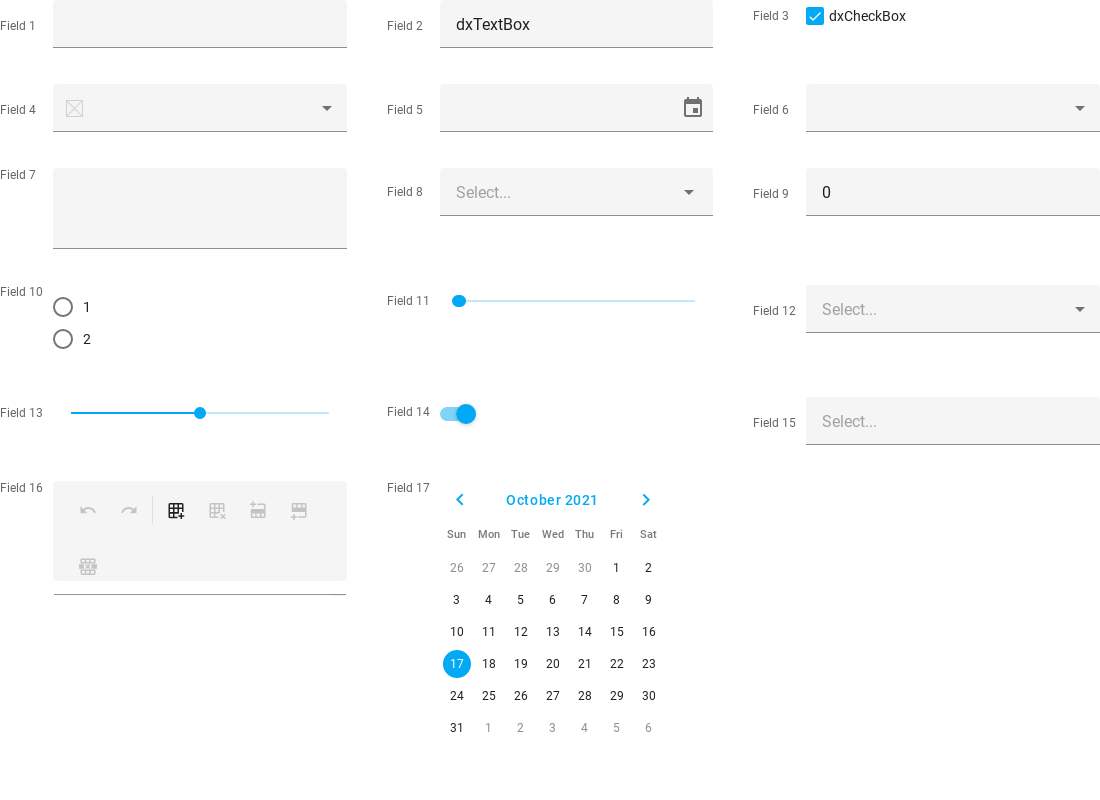 Field 1
Field 2 dxTextBox
Field 3 dxCheckBox
Field 4
Field 5
Field 6
Field 7
Field 8 Select...
Field 9 0
Field 10
1
2
Field 11
Field 12 Select...
Field 13
Field 14
Field 15 Select...
Field 16
Field 17
October 2021
Sun Mon Tue Wed Thu Fri Sat
26 27 28 29 30 1 2
3 4 5 6 7 8 9
10 11 12 13 14 15 16
17 18 19 20 21 22 23
24 25 26 27 28 29 30
31 1 2 3 4 5 6